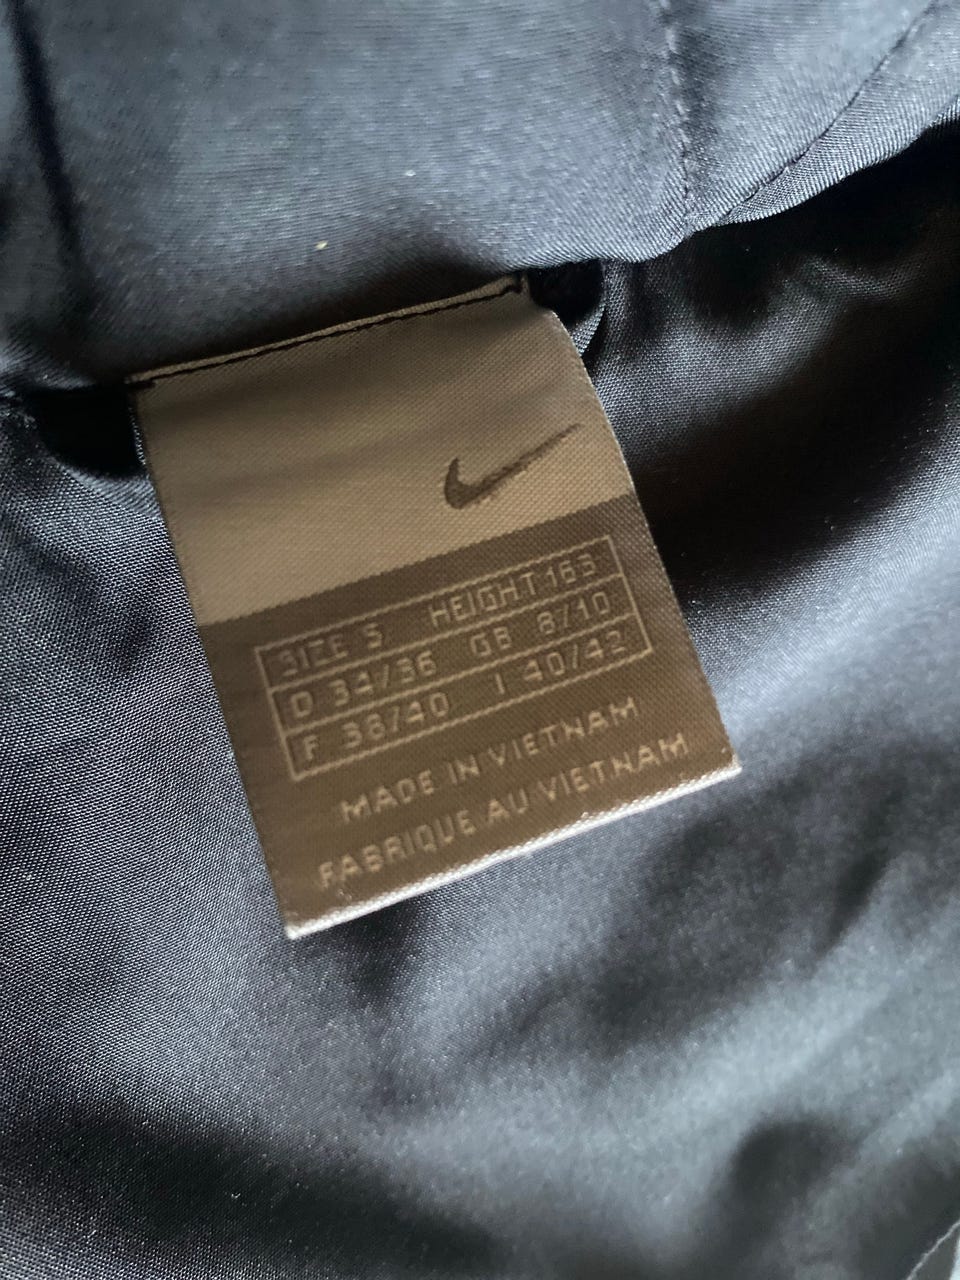 SIZE S HEIGHT 163
D 34/36 GB 8/10
F 38/40 I 40/42
MADE IN VIETNAM
FABRIQUE AU VIETNAM